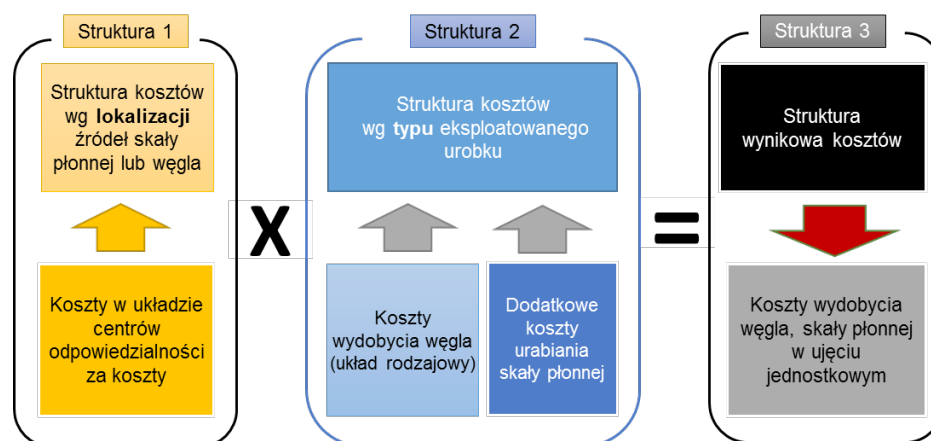 Struktura 1
Struktura kosztów
wg lokalizacji
źródeł skały
płonnej lub węgla
Koszty w układzie
centrów
odpowiedzialności
za koszty
X
Struktura 2
Struktura kosztów
wg typu eksploatowanego
urobku
Koszty
wydobycia węgla
(układ rodzajowy)
Dodatkowe
koszty
urabiania
skały płonnej
=
Struktura 3
Struktura
wynikowa kosztów
Koszty wydobycia
węgla, skały płonnej
w ujęciu
jednostkowym